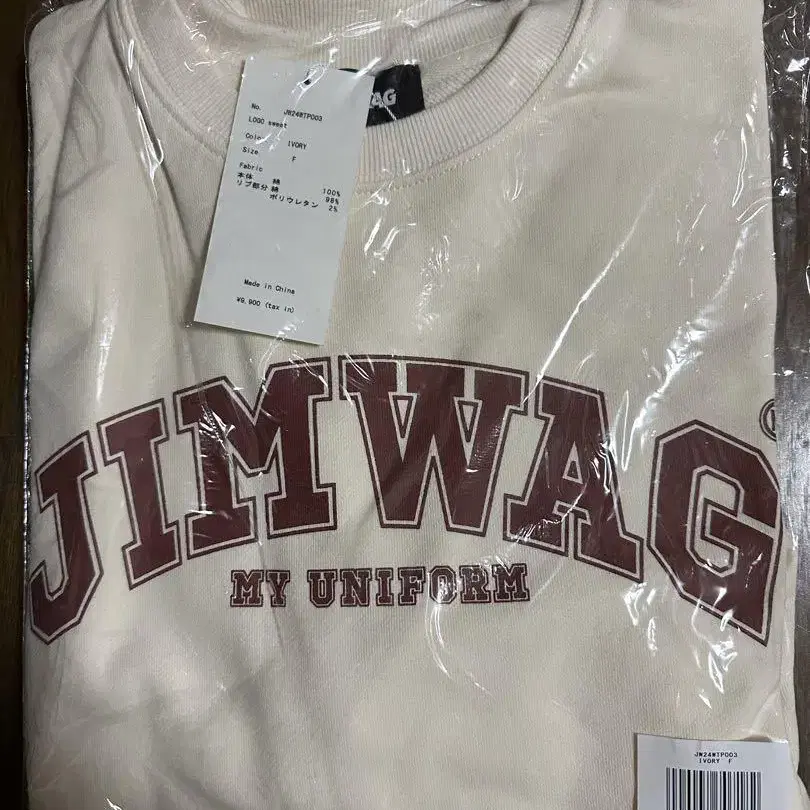 AG
No. JW24WTP003
LOGO sweat
Color IVORY
Size F
Fabric
本体 綿 100%
リブ部分 綿 98%
ポリウレタン 2%
Made in China
¥9,900 (tax in)
JIMWAG
MY UNIFORM
JW24WTP003
IVORY F